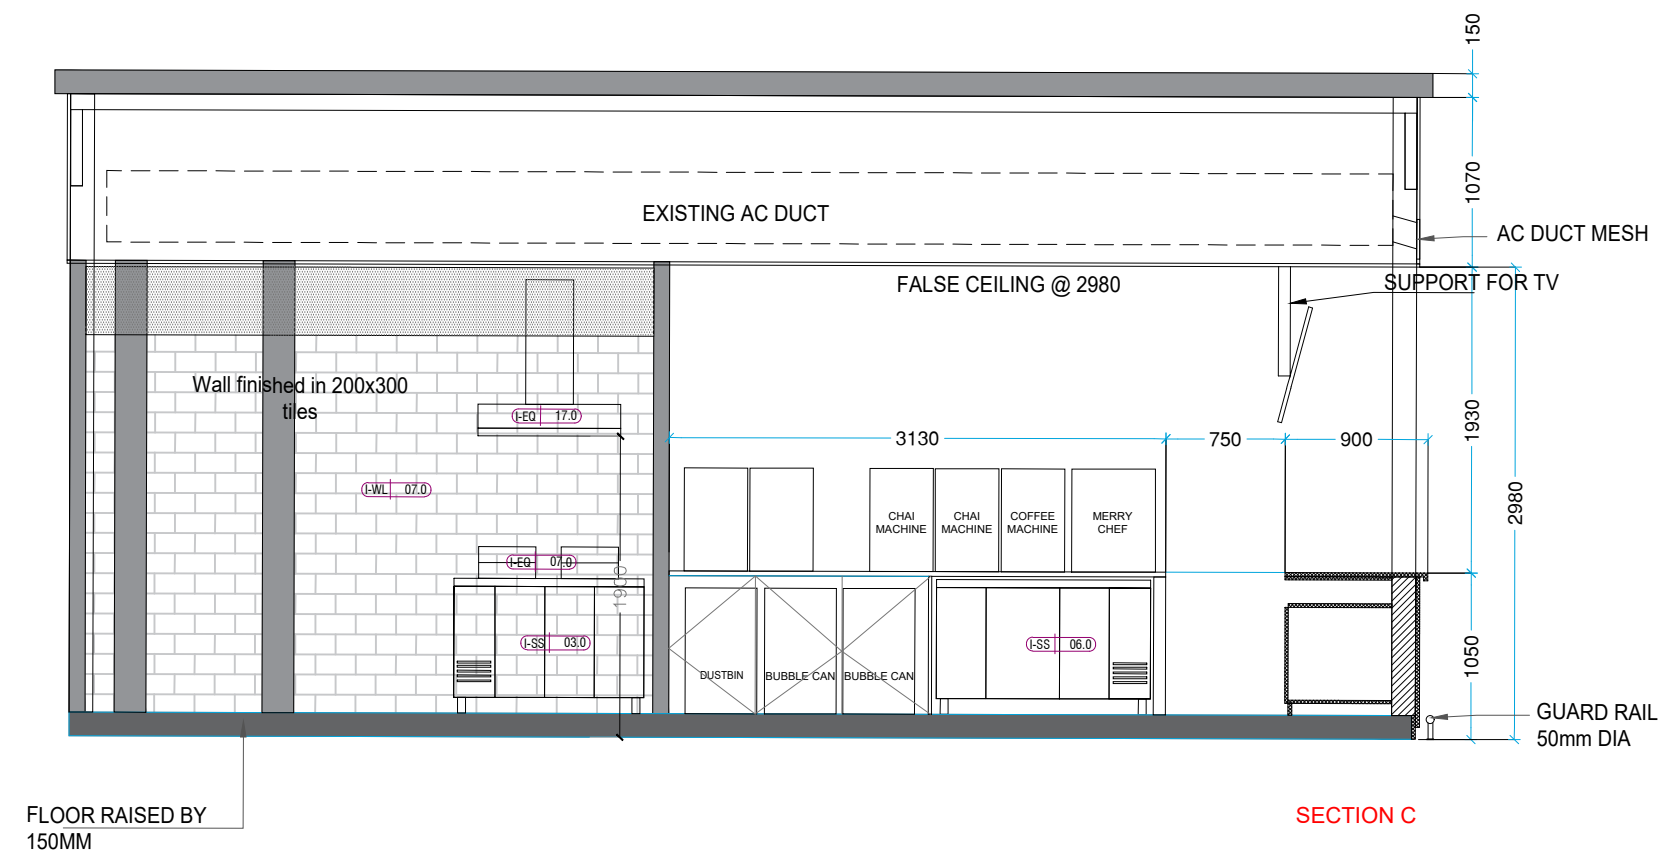 150
1070
EXISTING AC DUCT
AC DUCT MESH
FALSE CEILING @ 2980
SUPPORT FOR TV
Wall finished in 200x300
tiles
I-EQ 17.0
3130
750
900
1930
2980
I-WL 07.0
CHAI
MACHINE
CHAI
MACHINE
COFFEE
MACHINE
MERRY
CHEF
I-EQ 07.0
1900
I-SS 03.0
I-SS 06.0
1050
DUSTBIN
BUBBLE CAN
BUBBLE CAN
GUARD RAIL
50mm DIA
FLOOR RAISED BY
150MM
SECTION C